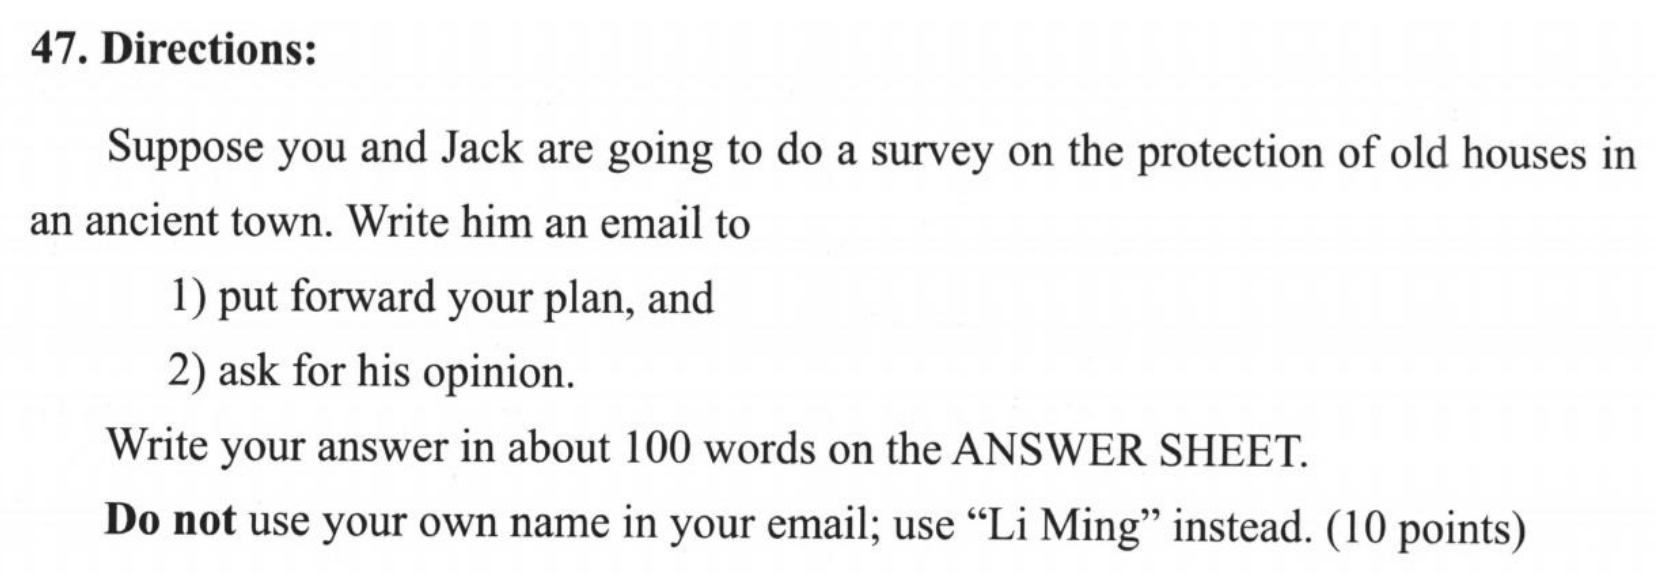 47. Directions:
Suppose you and Jack are going to do a survey on the protection of old houses in
an ancient town. Write him an email to
1) put forward your plan, and
2) ask for his opinion.
Write your answer in about 100 words on the ANSWER SHEET.
Do not use your own name in your email; use “Li Ming” instead. (10 points)